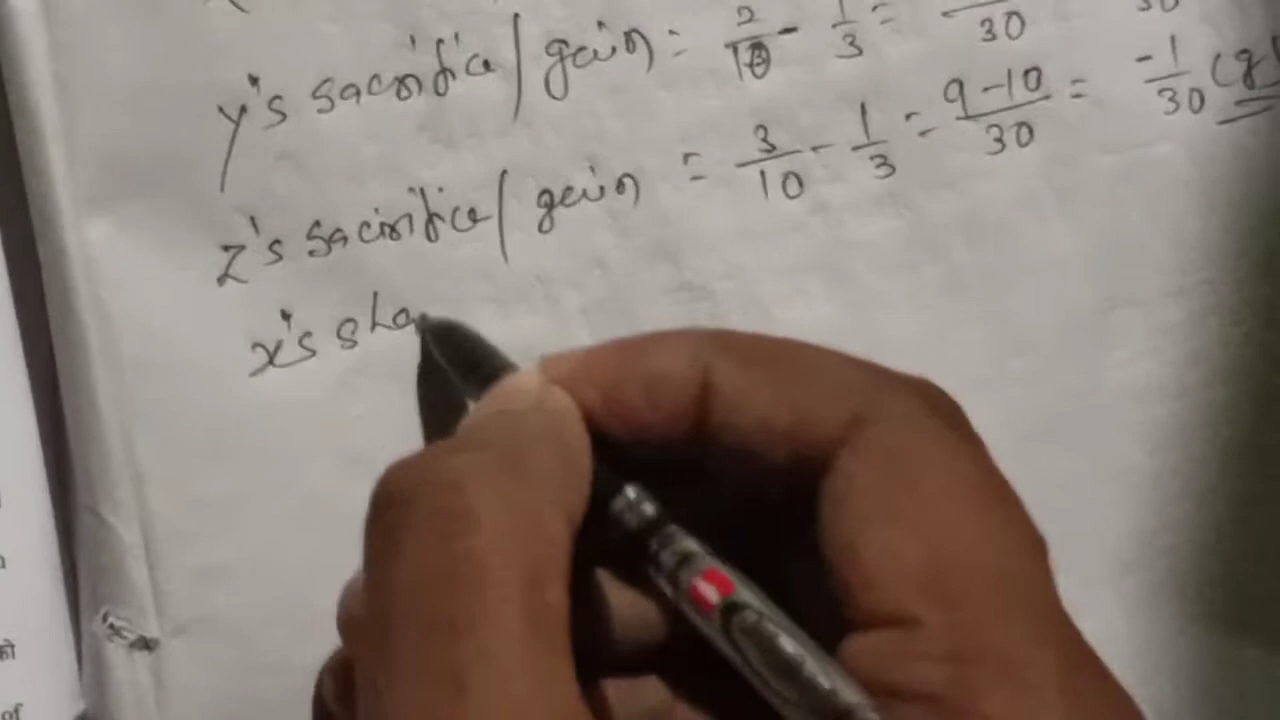 y's sacrifice/gain = 2/10 - 1/3 = /30
z's sacrifice/gain = 3/10 - 1/3 = 9-10/30 = -1/30 (g)
x's sha
को
of